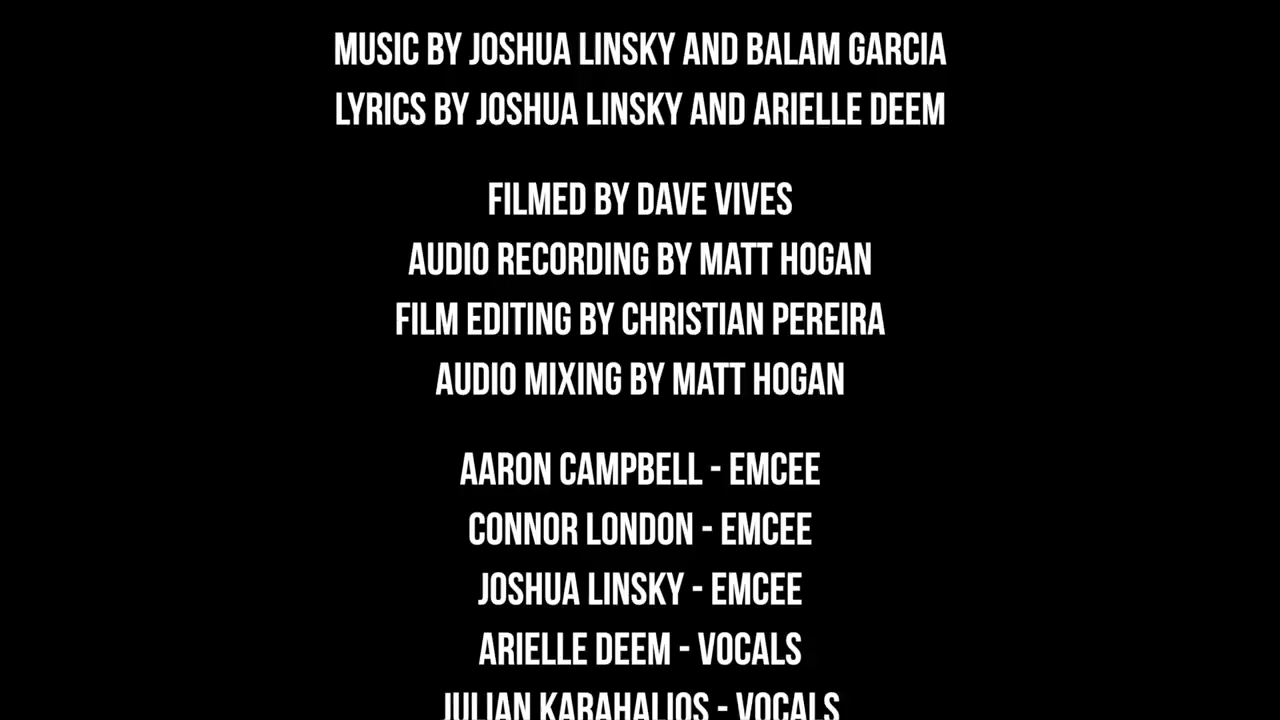 MUSIC BY JOSHUA LINSKY AND BALAM GARCIA
LYRICS BY JOSHUA LINSKY AND ARIELLE DEEM
FILMED BY DAVE VIVES
AUDIO RECORDING BY MATT HOGAN
FILM EDITING BY CHRISTIAN PEREIRA
AUDIO MIXING BY MATT HOGAN
AARON CAMPBELL - EMCEE
CONNOR LONDON - EMCEE
JOSHUA LINSKY - EMCEE
ARIELLE DEEM - VOCALS
JULIAN KARAHALIOS - VOCALS